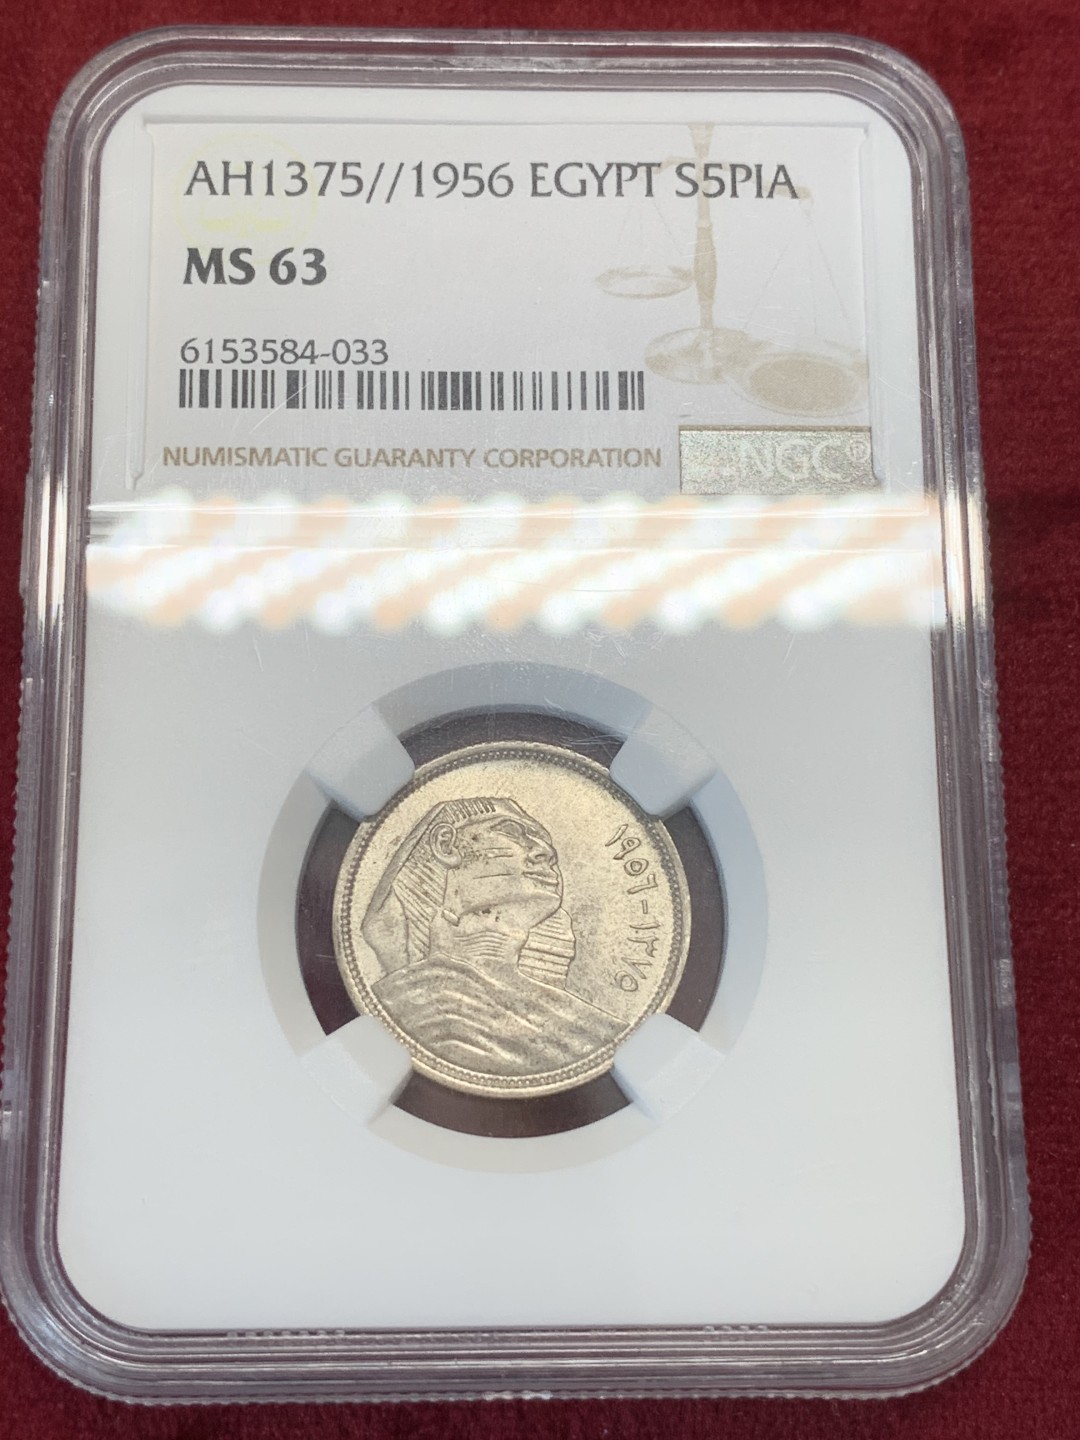 AH1375//1956 EGYPT S5PIA
MS 63
6153584-033
NUMISMATIC GUARANTY CORPORATION
NGC®
١٩٥٦-١٣٧٥